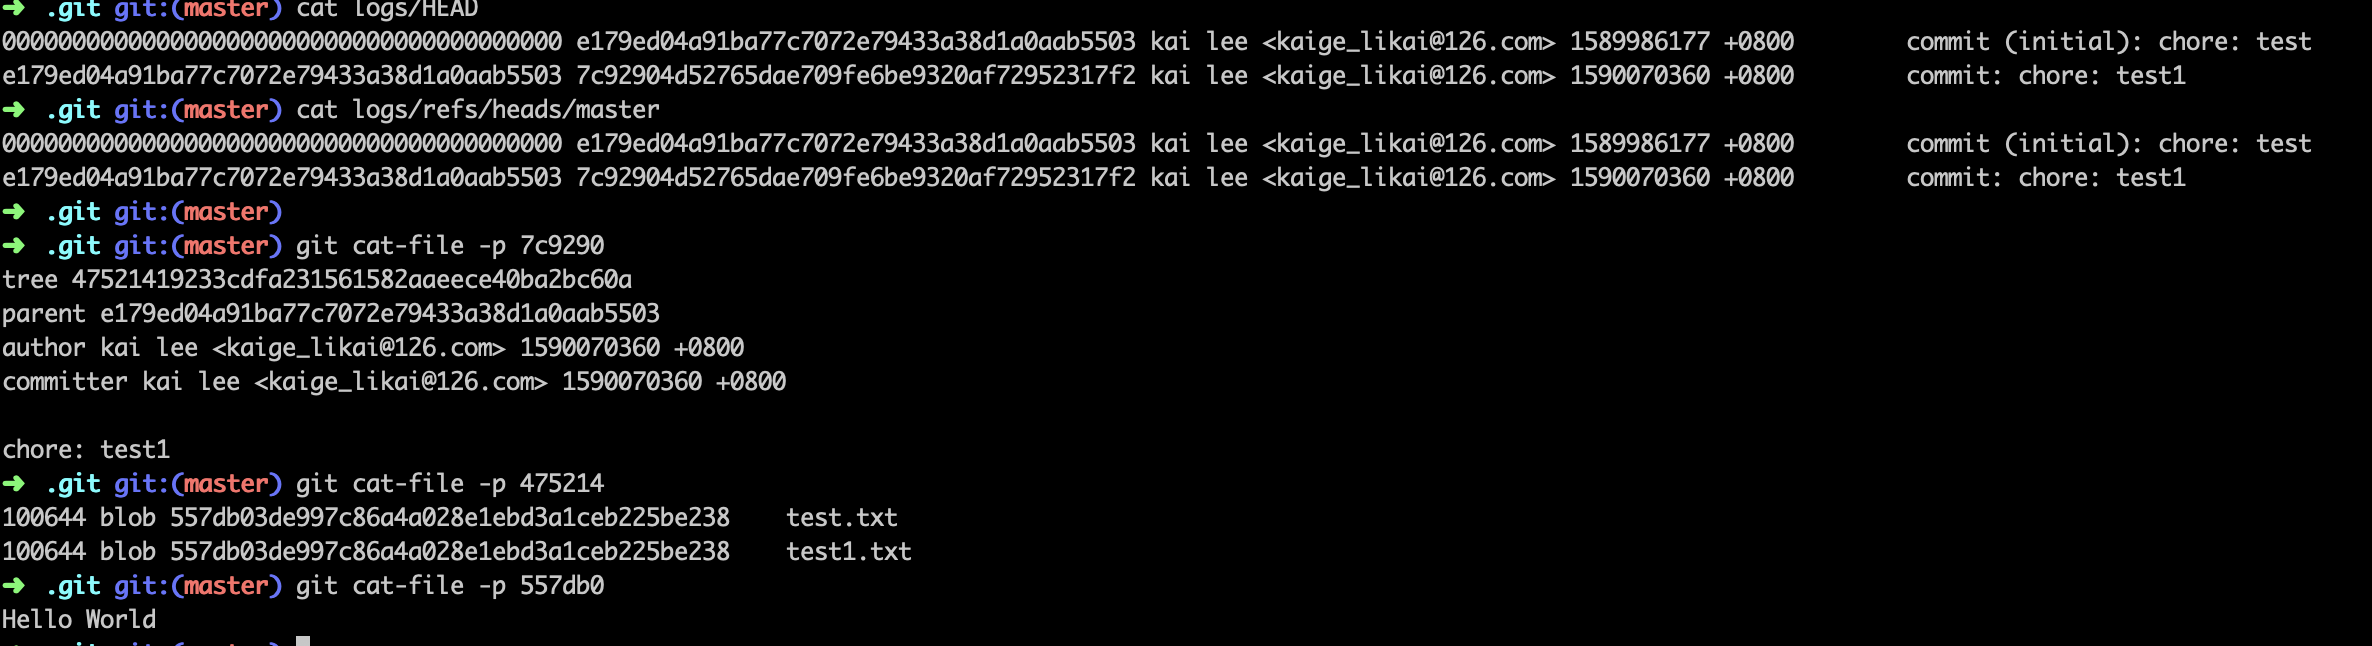 ➜ .git git:(master) cat logs/HEAD
0000000000000000000000000000000000000000 e179ed04a91ba77c7072e79433a38d1a0aab5503 kai lee <kaige_likai@126.com> 1589986177 +0800 commit (initial): chore: test
e179ed04a91ba77c7072e79433a38d1a0aab5503 7c92904d52765dae709fe6be9320af72952317f2 kai lee <kaige_likai@126.com> 1590070360 +0800 commit: chore: test1
➜ .git git:(master) cat logs/refs/heads/master
0000000000000000000000000000000000000000 e179ed04a91ba77c7072e79433a38d1a0aab5503 kai lee <kaige_likai@126.com> 1589986177 +0800 commit (initial): chore: test
e179ed04a91ba77c7072e79433a38d1a0aab5503 7c92904d52765dae709fe6be9320af72952317f2 kai lee <kaige_likai@126.com> 1590070360 +0800 commit: chore: test1
➜ .git git:(master)
➜ .git git:(master) git cat-file -p 7c9290
tree 47521419233cdfa231561582aaeece40ba2bc60a
parent e179ed04a91ba77c7072e79433a38d1a0aab5503
author kai lee <kaige_likai@126.com> 1590070360 +0800
committer kai lee <kaige_likai@126.com> 1590070360 +0800
chore: test1
➜ .git git:(master) git cat-file -p 475214
100644 blob 557db03de997c86a4a028e1ebd3a1ceb225be238 test.txt
100644 blob 557db03de997c86a4a028e1ebd3a1ceb225be238 test1.txt
➜ .git git:(master) git cat-file -p 557db0
Hello World